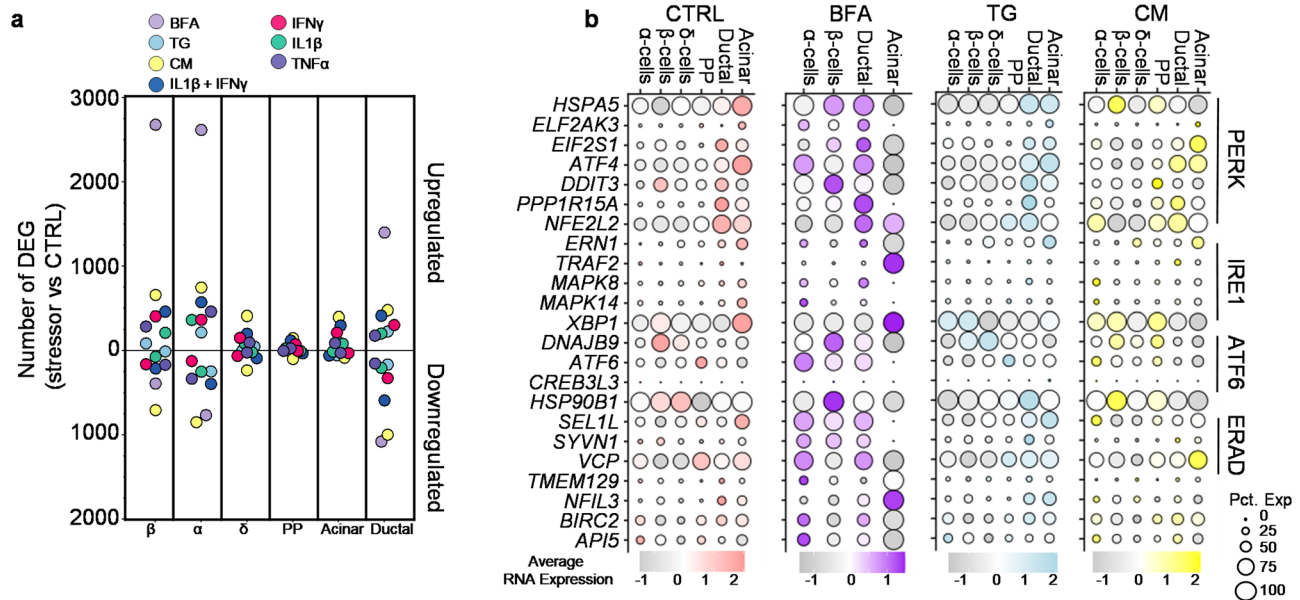 a
BFA
TG
CM
IL1β + IFNγ
IFNγ
IL1β
TNFα
Number of DEG
(stressor vs CTRL)
3000
2000
1000
0
1000
2000
Upregulated
Downregulated
β
α
δ
PP
Acinar
Ductal
b
CTRL
BFA
TG
CM
α-cells
β-cells
δ-cells
PP
Ductal
Acinar
α-cells
β-cells
Ductal
Acinar
α-cells
β-cells
δ-cells
PP
Ductal
Acinar
α-cells
β-cells
δ-cells
PP
Ductal
Acinar
HSPA5
ELF2AK3
EIF2S1
ATF4
DDIT3
PPP1R15A
NFE2L2
ERN1
TRAF2
MAPK8
MAPK14
XBP1
DNAJB9
ATF6
CREB3L3
HSP90B1
SEL1L
SYVN1
VCP
TMEM129
NFIL3
BIRC2
API5
PERK
IRE1
ATF6
ERAD
Pct. Exp
0
25
50
75
100
Average
RNA Expression
-1 0 1 2
-1 0 1
-1 0 1 2
-1 0 1 2